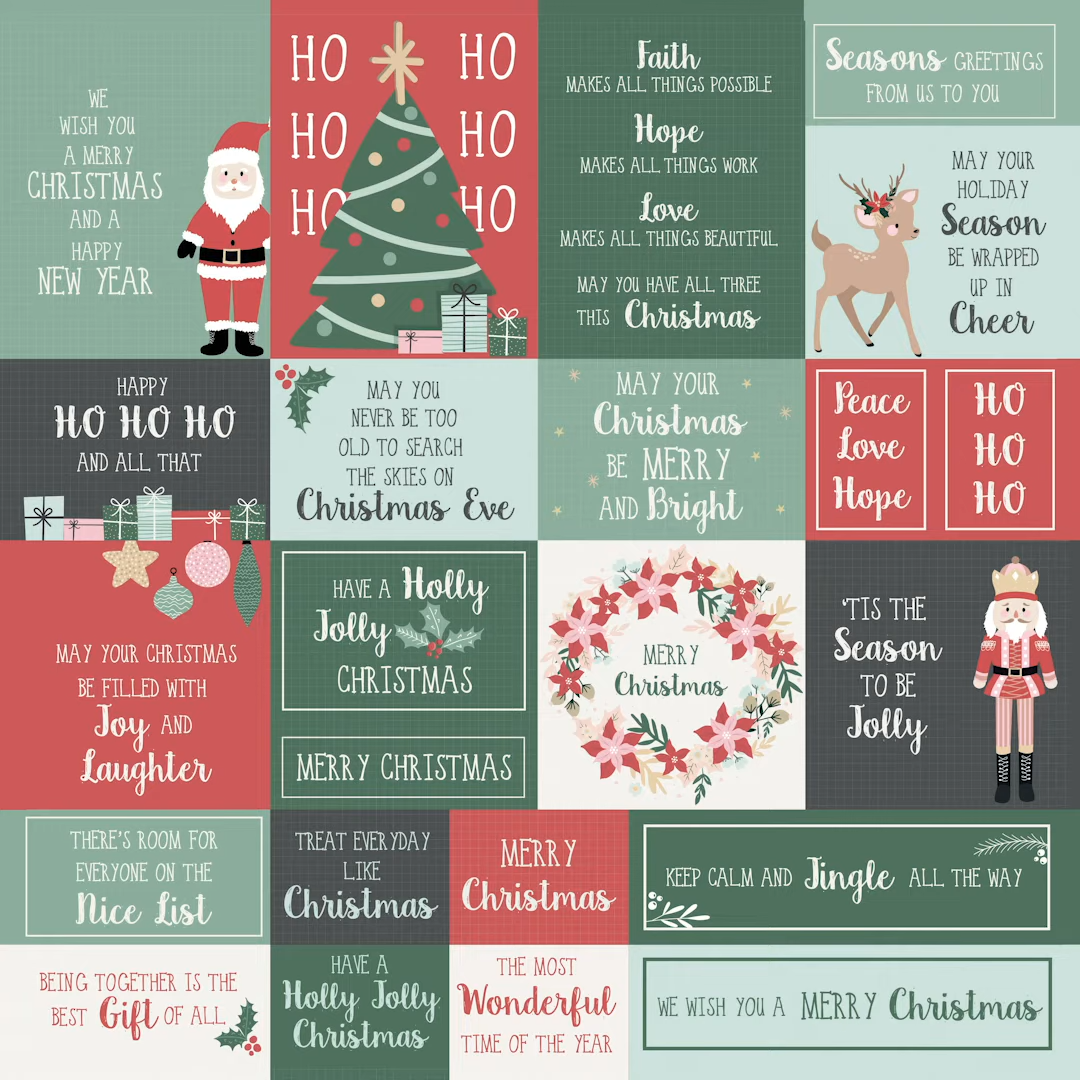 WE
WISH YOU
A MERRY
CHRISTMAS
AND A
HAPPY
NEW YEAR
HO HO
HO HO
HO HO
Faith
MAKES ALL THINGS POSSIBLE
Hope
MAKES ALL THINGS WORK
Love
MAKES ALL THINGS BEAUTIFUL
MAY YOU HAVE ALL THREE
THIS Christmas
Seasons GREETINGS
FROM US TO YOU
MAY YOUR
HOLIDAY
Season
BE WRAPPED
UP IN
Cheer
HAPPY
HO HO HO
AND ALL THAT
MAY YOU
NEVER BE TOO
OLD TO SEARCH
THE SKIES ON
Christmas Eve
MAY YOUR
Christmas
BE MERRY
AND Bright
Peace
Love
Hope
HO
HO
HO
MAY YOUR CHRISTMAS
BE FILLED WITH
Joy AND
Laughter
HAVE A Holly
Jolly
CHRISTMAS
MERRY CHRISTMAS
MERRY
Christmas
'TIS THE
Season
TO BE
Jolly
THERE'S ROOM FOR
EVERYONE ON THE
Nice List
TREAT EVERYDAY
LIKE
Christmas
MERRY
Christmas
KEEP CALM AND Jingle ALL THE WAY
BEING TOGETHER IS THE
BEST Gift OF ALL
HAVE A
Holly Jolly
Christmas
THE MOST
Wonderful
TIME OF THE YEAR
WE WISH YOU A MERRY Christmas